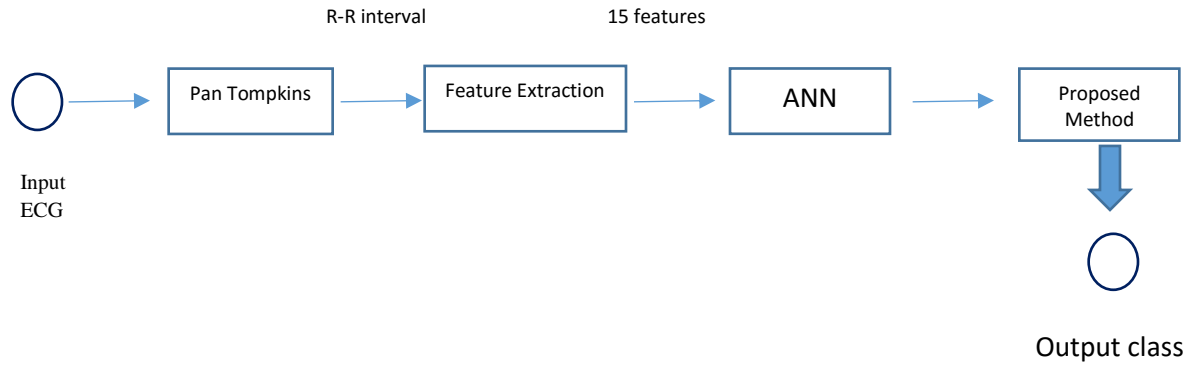 R-R interval
15 features
Pan Tompkins
Feature Extraction
ANN
Proposed
Method
Input
ECG
Output class